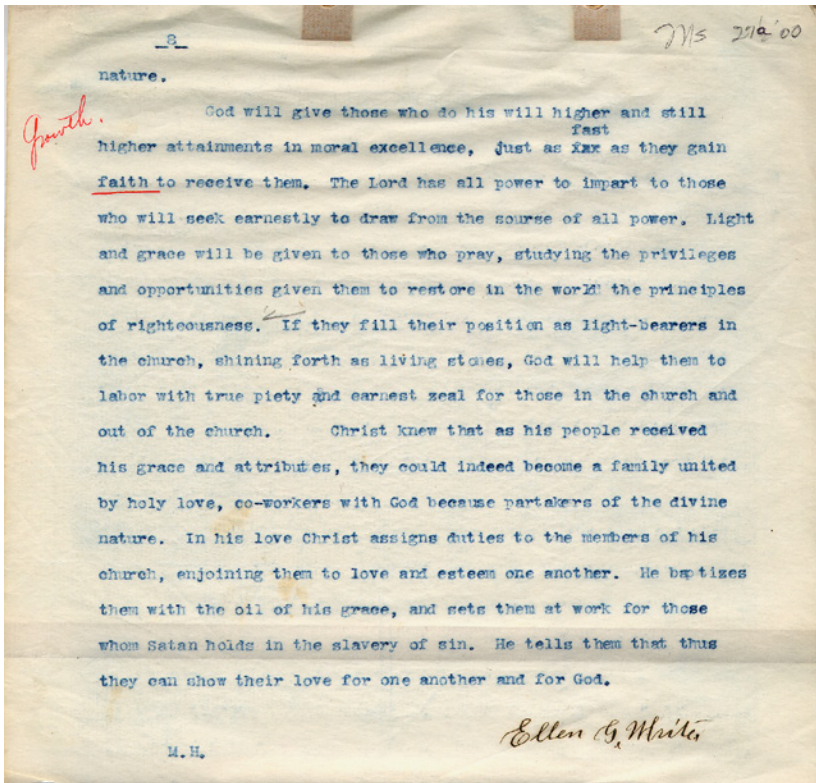 8
Ms 27a '00
nature.
Growth.
God will give those who do his will higher and still
fast
higher attainments in moral excellence, just as fax as they gain
faith to receive them. The Lord has all power to impart to those
who will seek earnestly to draw from the sourse of all power. Light
and grace will be given to those who pray, studying the privileges
and opportunities given them to restore in the world the principles
of righteousness. If they fill their position as light-bearers in
the church, shining forth as living stones, God will help them to
labor with true piety and earnest zeal for those in the church and
out of the church. Christ knew that as his people received
his grace and attributes, they could indeed become a family united
by holy love, co-workers with God because partakers of the divine
nature. In his love Christ assigns duties to the members of his
church, enjoining them to love and esteem one another. He baptizes
them with the oil of his grace, and sets them at work for those
whom Satan holds in the slavery of sin. He tells them that thus
they can show their love for one another and for God.
Ellen G. White
M.H.